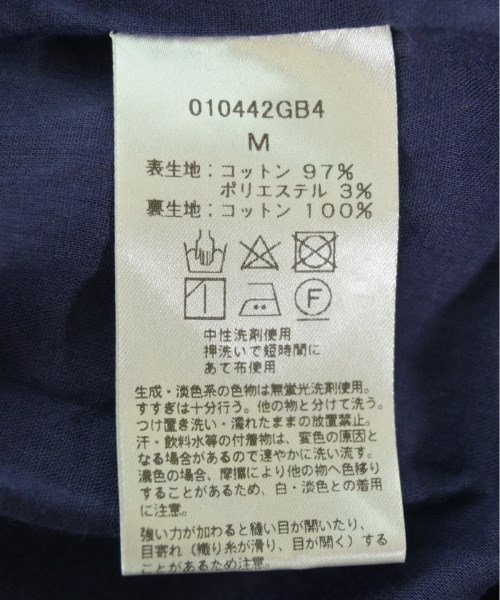 010442GB4
M
表生地：コットン 97%
ポリエステル 3%
裏生地：コットン 100%
F
中性洗剤使用
押洗いで短時間に
あて布使用
生成・淡色系の色物は無蛍光洗剤使用。
すすぎは十分行う。他の物と分けて洗う。
つけ置き洗い・濡れたままの放置禁止。
汗・飲料水等の付着物は、変色の原因と
なる場合があるので速やかに洗い流す。
濃色の場合、摩擦により他の物へ色移り
することがあるため、白・淡色との着用
に注意。
強い力が加わると縫い目が開いたり、
目寄れ（織り糸が滑り、目が開く）する
ことがあります。